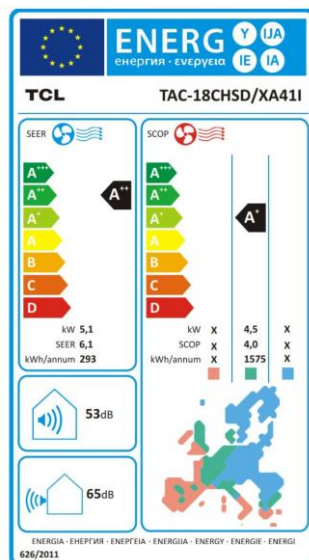 ENERG Y IJA
енергия · ενεργεια IE IA
TCL TAC-18CHSD/XA41I
SEER SCOP
A+++ A+++
A++ A++ A++
A+ A+ A+
A A
B B
C C
D D
kW 5,1 kW X 4,5 X
SEER 6,1 SCOP X 4,0 X
kWh/annum 293 kWh/annum X 1575 X
53dB
65dB
ENERGIA · ЕНЕРГИЯ · ΕΝΕΡΓΕΙΑ · ENERGIJA · ENERGY · ENERGIE · ENERGI
626/2011